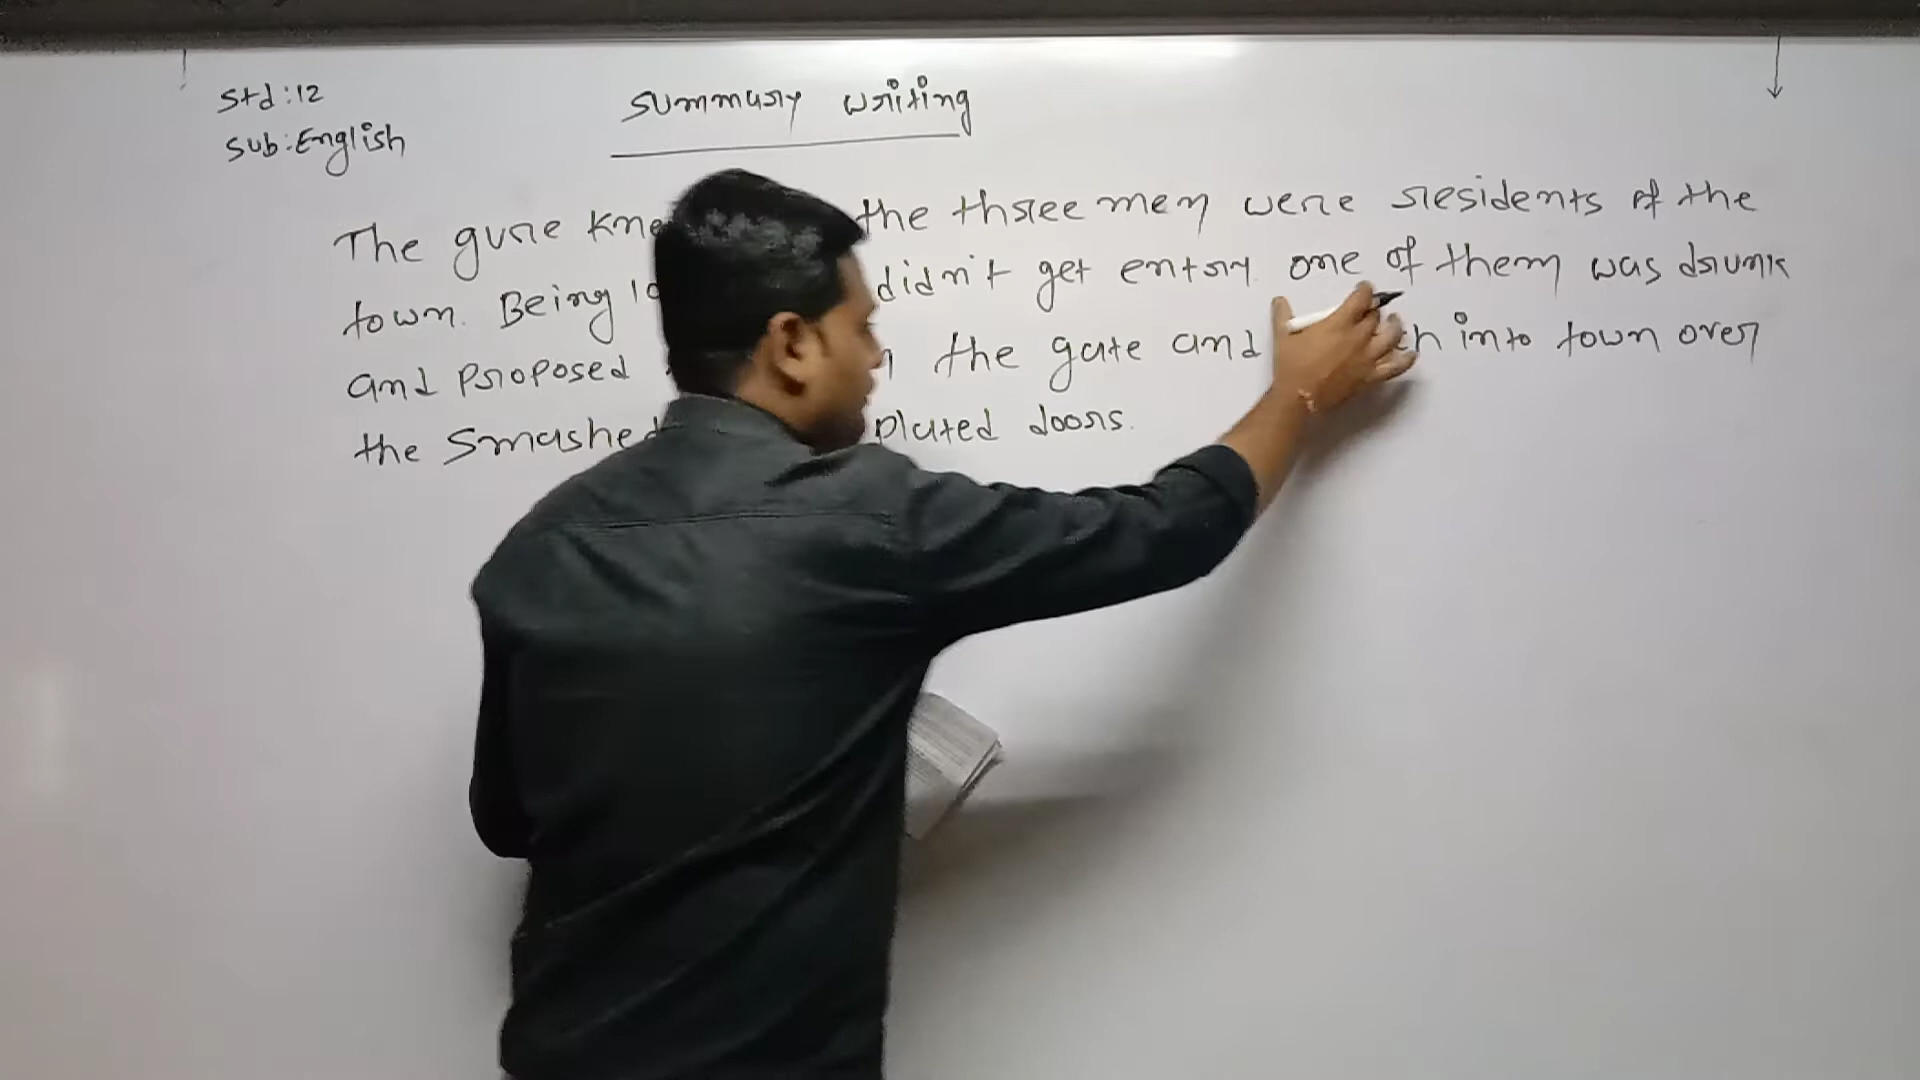 Std:12
Sub:English
Summary writing
The gure the three men were residents of the
town. Being didn't get entry. one of them was drunk
and proposed the gate and into town over
the Smashed plated doors.